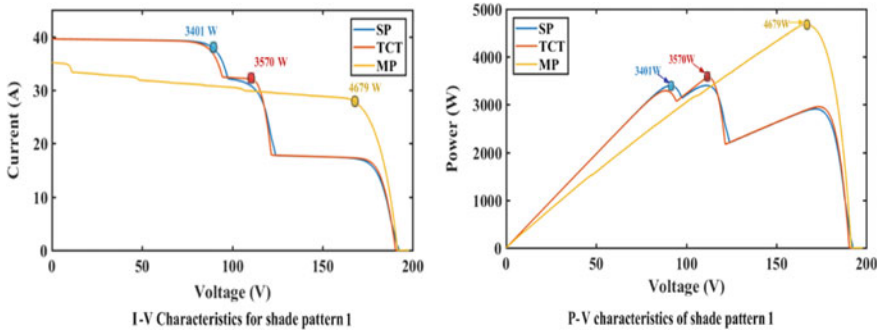 40
30
20
10
0
0
50
100
150
200
Current (A)
Voltage (V)
3401 W
3570 W
4679 W
SP
TCT
MP
I-V Characteristics for shade pattern 1
5000
4000
3000
2000
1000
0
0
50
100
150
200
Power (W)
Voltage (V)
SP
TCT
MP
4679W
3570W
3401W
P-V characteristics of shade pattern 1